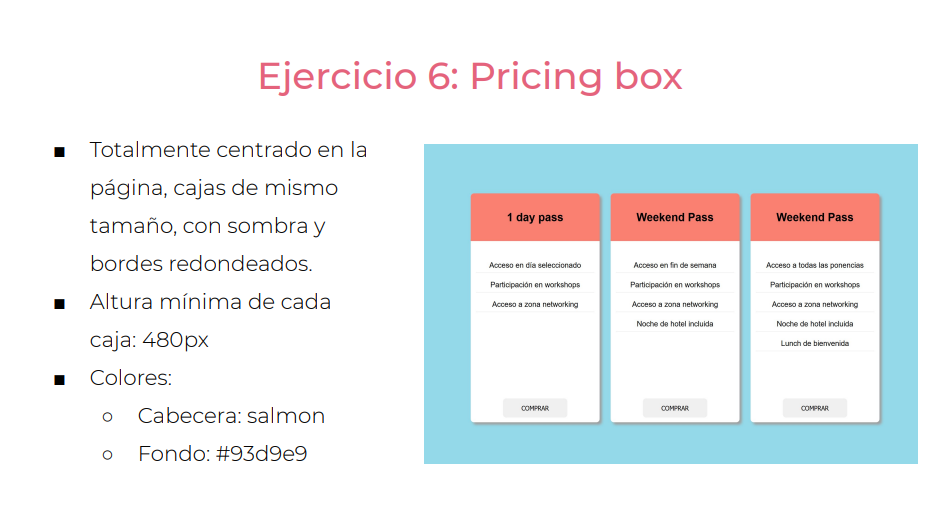 Ejercicio 6: Pricing box
■ Totalmente centrado en la
página, cajas de mismo
tamaño, con sombra y
bordes redondeados.
■ Altura mínima de cada
caja: 480px
■ Colores:
○ Cabecera: salmon
○ Fondo: #93d9e9
1 day pass
Acceso en día seleccionado
Participación en workshops
Acceso a zona networking
COMPRAR
Weekend Pass
Acceso en fin de semana
Participación en workshops
Acceso a zona networking
Noche de hotel incluida
COMPRAR
Weekend Pass
Acceso a todas las ponencias
Participación en workshops
Acceso a zona networking
Noche de hotel incluida
Lunch de bienvenida
COMPRAR